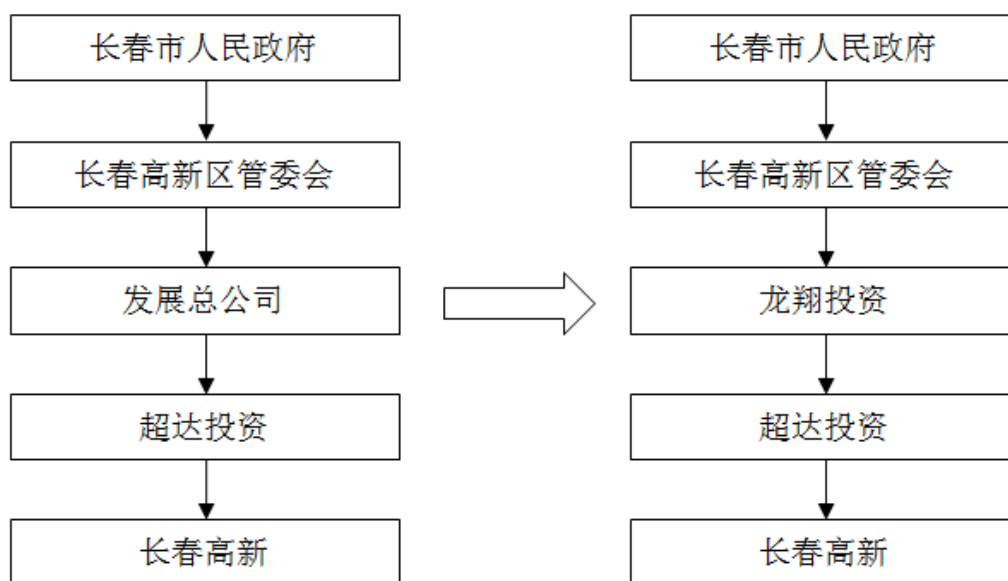 长春市人民政府
长春高新区管委会
发展总公司
超达投资
长春高新
长春市人民政府
长春高新区管委会
龙翔投资
超达投资
长春高新